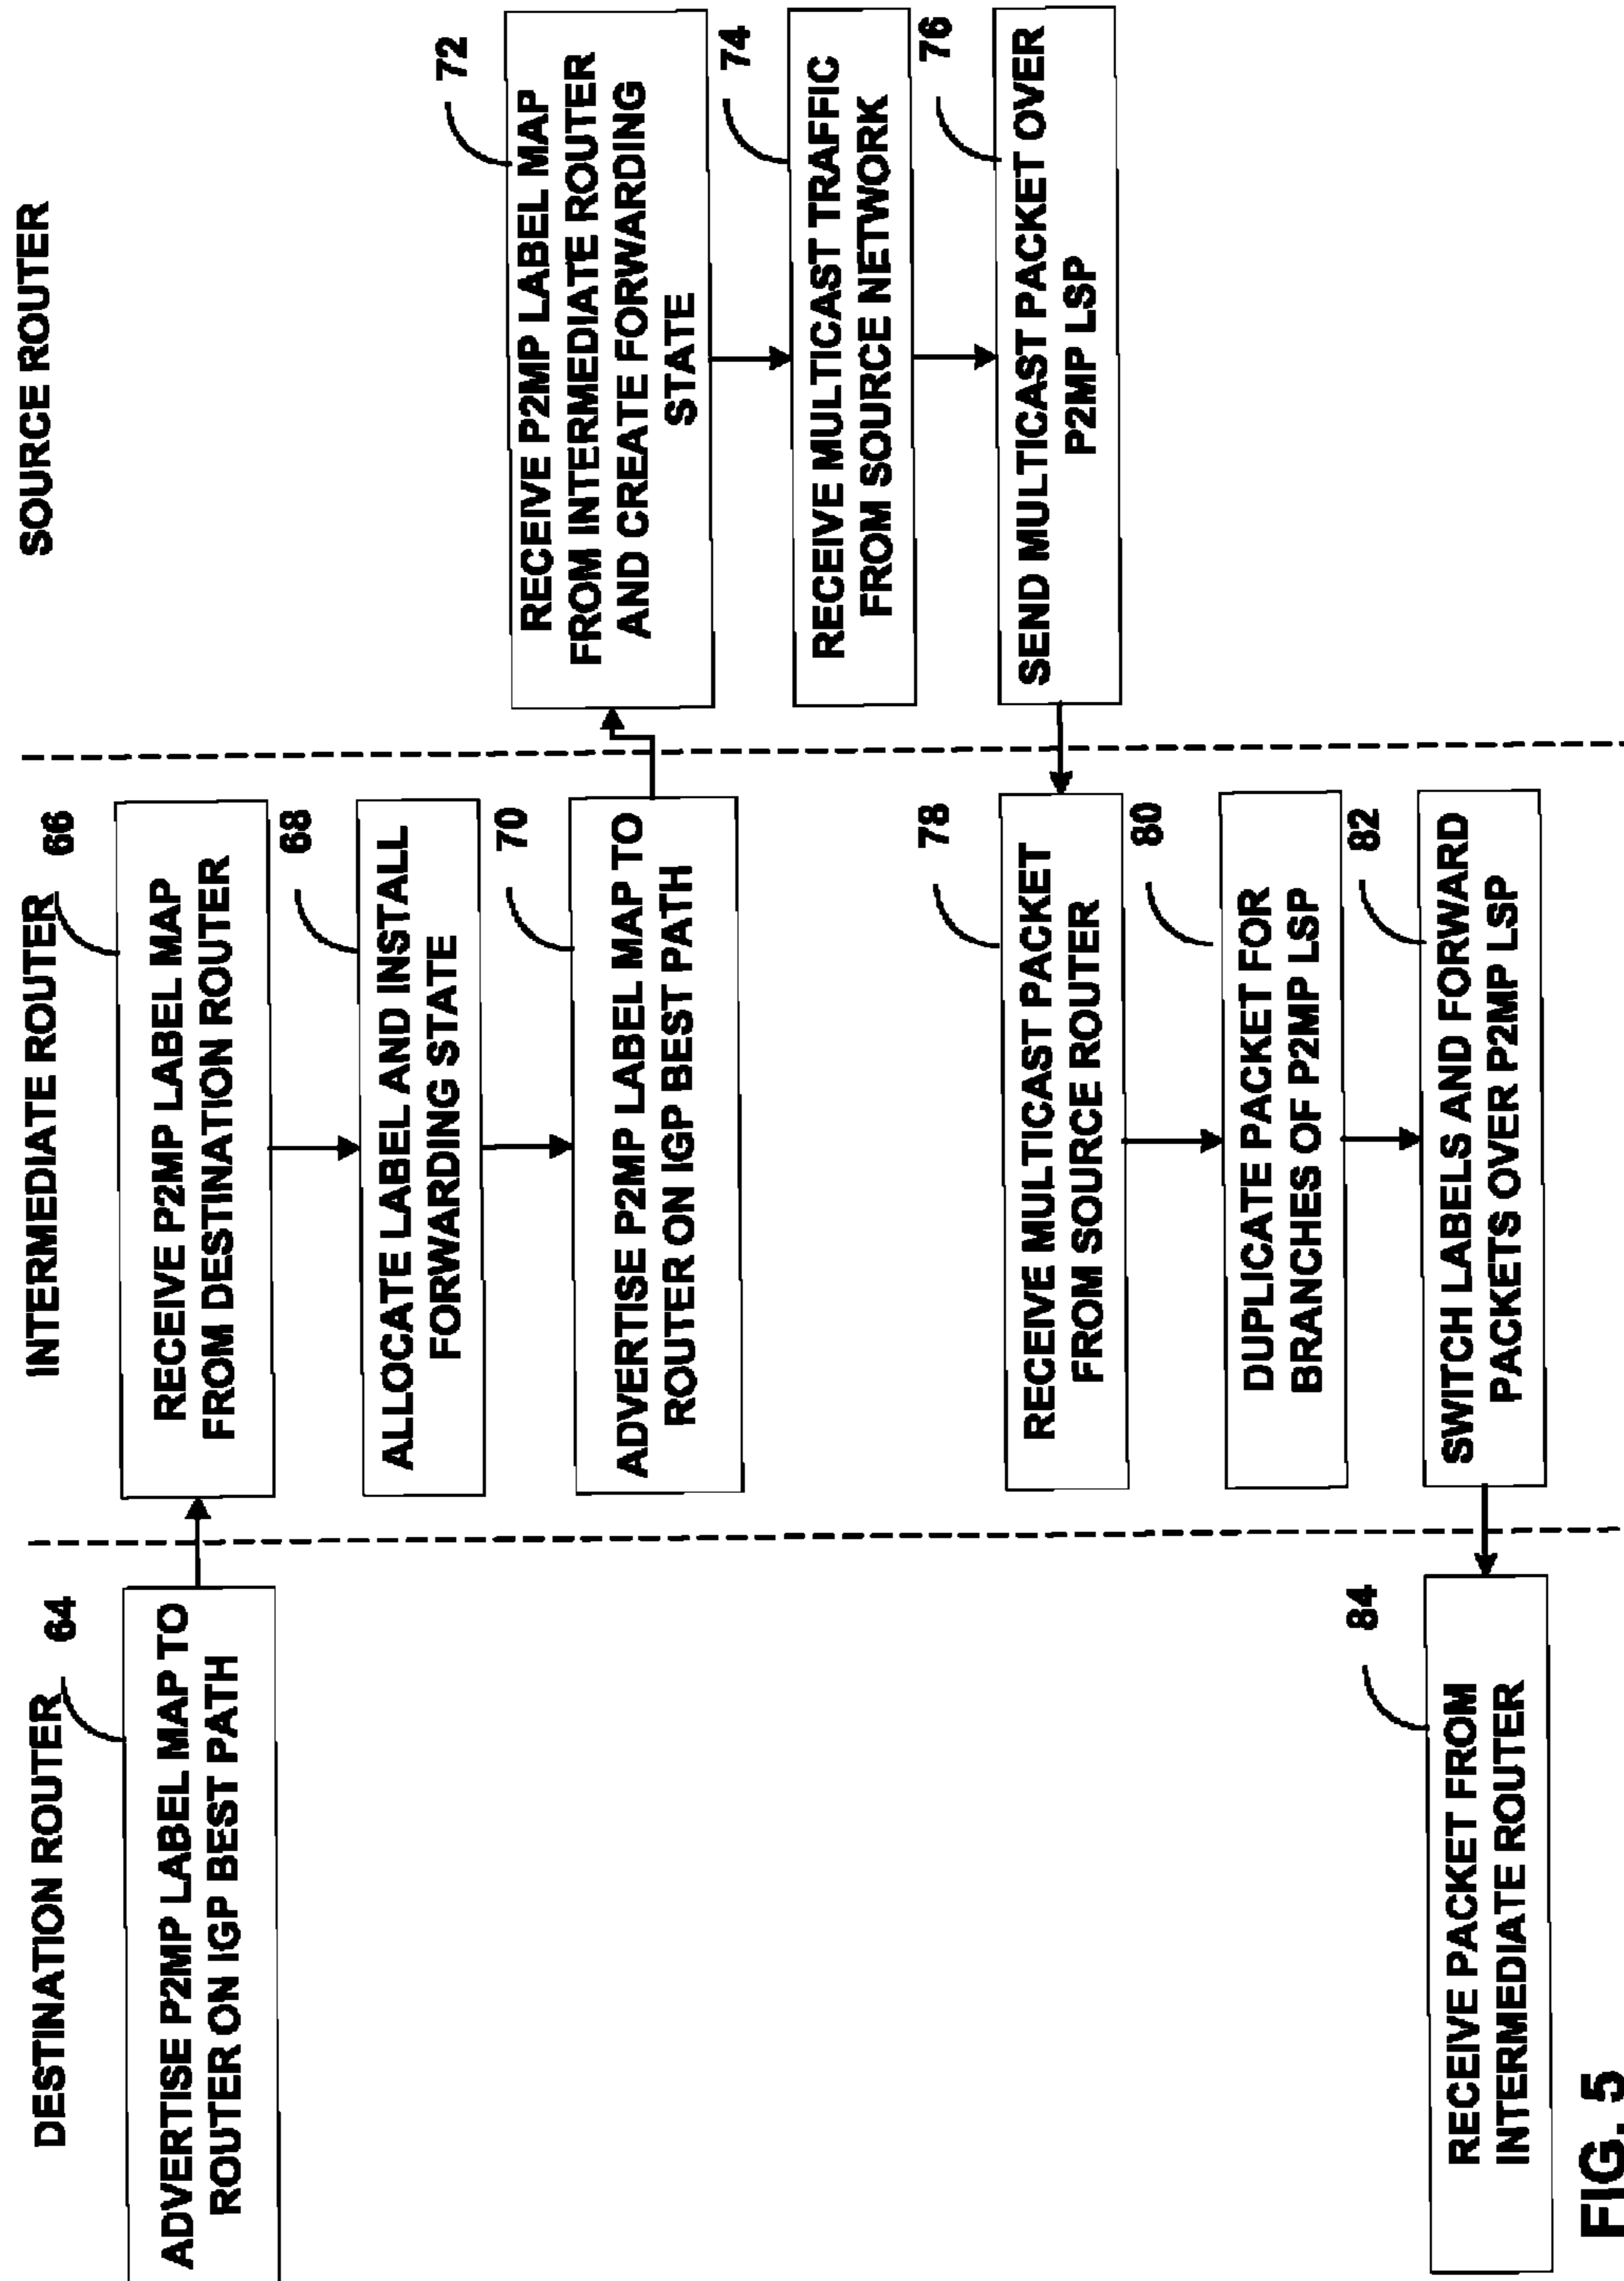 DESTINATION ROUTER
64
ADVERTISE P2MP LABEL MAP TO
ROUTER ON IGP BEST PATH
INTERMEDIATE ROUTER
66
RECEIVE P2MP LABEL MAP
FROM DESTINATION ROUTER
68
ALLOCATE LABEL AND INSTALL
FORWARDING STATE
70
ADVERTISE P2MP LABEL MAP TO
ROUTER ON IGP BEST PATH
SOURCE ROUTER
72
RECEIVE P2MP LABEL MAP
FROM INTERMEDIATE ROUTER
AND CREATE FORWARDING
STATE
74
RECEIVE MULTICAST TRAFFIC
FROM SOURCE NETWORK
76
SEND MULTICAST PACKET OVER
P2MP LSP
78
RECEIVE MULTICAST PACKET
FROM SOURCE ROUTER
80
DUPLICATE PACKET FOR
BRANCHES OF P2MP LSP
82
SWITCH LABELS AND FORWARD
PACKETS OVER P2MP LSP
84
RECEIVE PACKET FROM
INTERMEDIATE ROUTER
FIG. 5